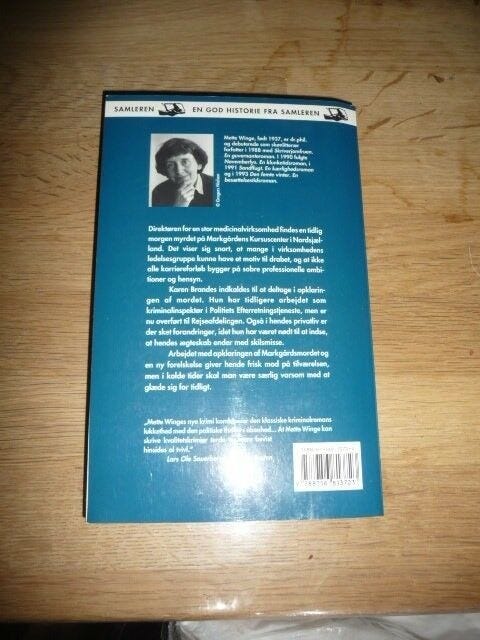 SAMLEREN EN GOD HISTORIE FRA SAMLEREN
Mette Winge, født 1937, er dr. phil.
og debuterede som skønlitterær
forfatter i 1988 med Skriverjomfruen.
En guvernanteroman. I 1990 fulgte
Novemberlys. En klunketidsroman, i
1991 Sandflugt. En kærlighedsroman
og i 1993 Den femte vinter. En
besættelsestidsroman.
© Gregers Nielsen
Direktøren for en stor medicinalvirksomhed findes en tidlig
morgen myrdet på Markgårdens Kursuscenter i Nordsjæl-
land. Det viser sig snart, at mange i virksomhedens
ledelsesgruppe kunne have et motiv til drabet, og at ikke
alle karriereforløb bygger på sobre professionelle ambi-
tioner og hensyn.
Karen Brandes indkaldes til at deltage i opklarin-
gen af mordet. Hun har tidligere arbejdet som
kriminalinspektør i Politiets Efterretningstjeneste, men er
nu overført til Rejseafdelingen. Også i hendes privatliv er
der sket forandringer, idet hun har været nødt til at indse,
at hendes ægteskab ender med skilsmisse.
Arbejdet med opklaringen af Markgårdsmordet og
en ny forelskelse giver hende frisk mod på tilværelsen,
men i kolde tider skal man være særlig varsom med at
glæde sig for tidligt.
„Mette Winges nye krimi kombinerer den klassiske kriminalromans
lukkethed med den politiske thrillers åbenhed... At Mette Winge kan
skrive kvalitetskrimier turde være bevist
hinsides al tvivl."
Lars Ole Sauerberg